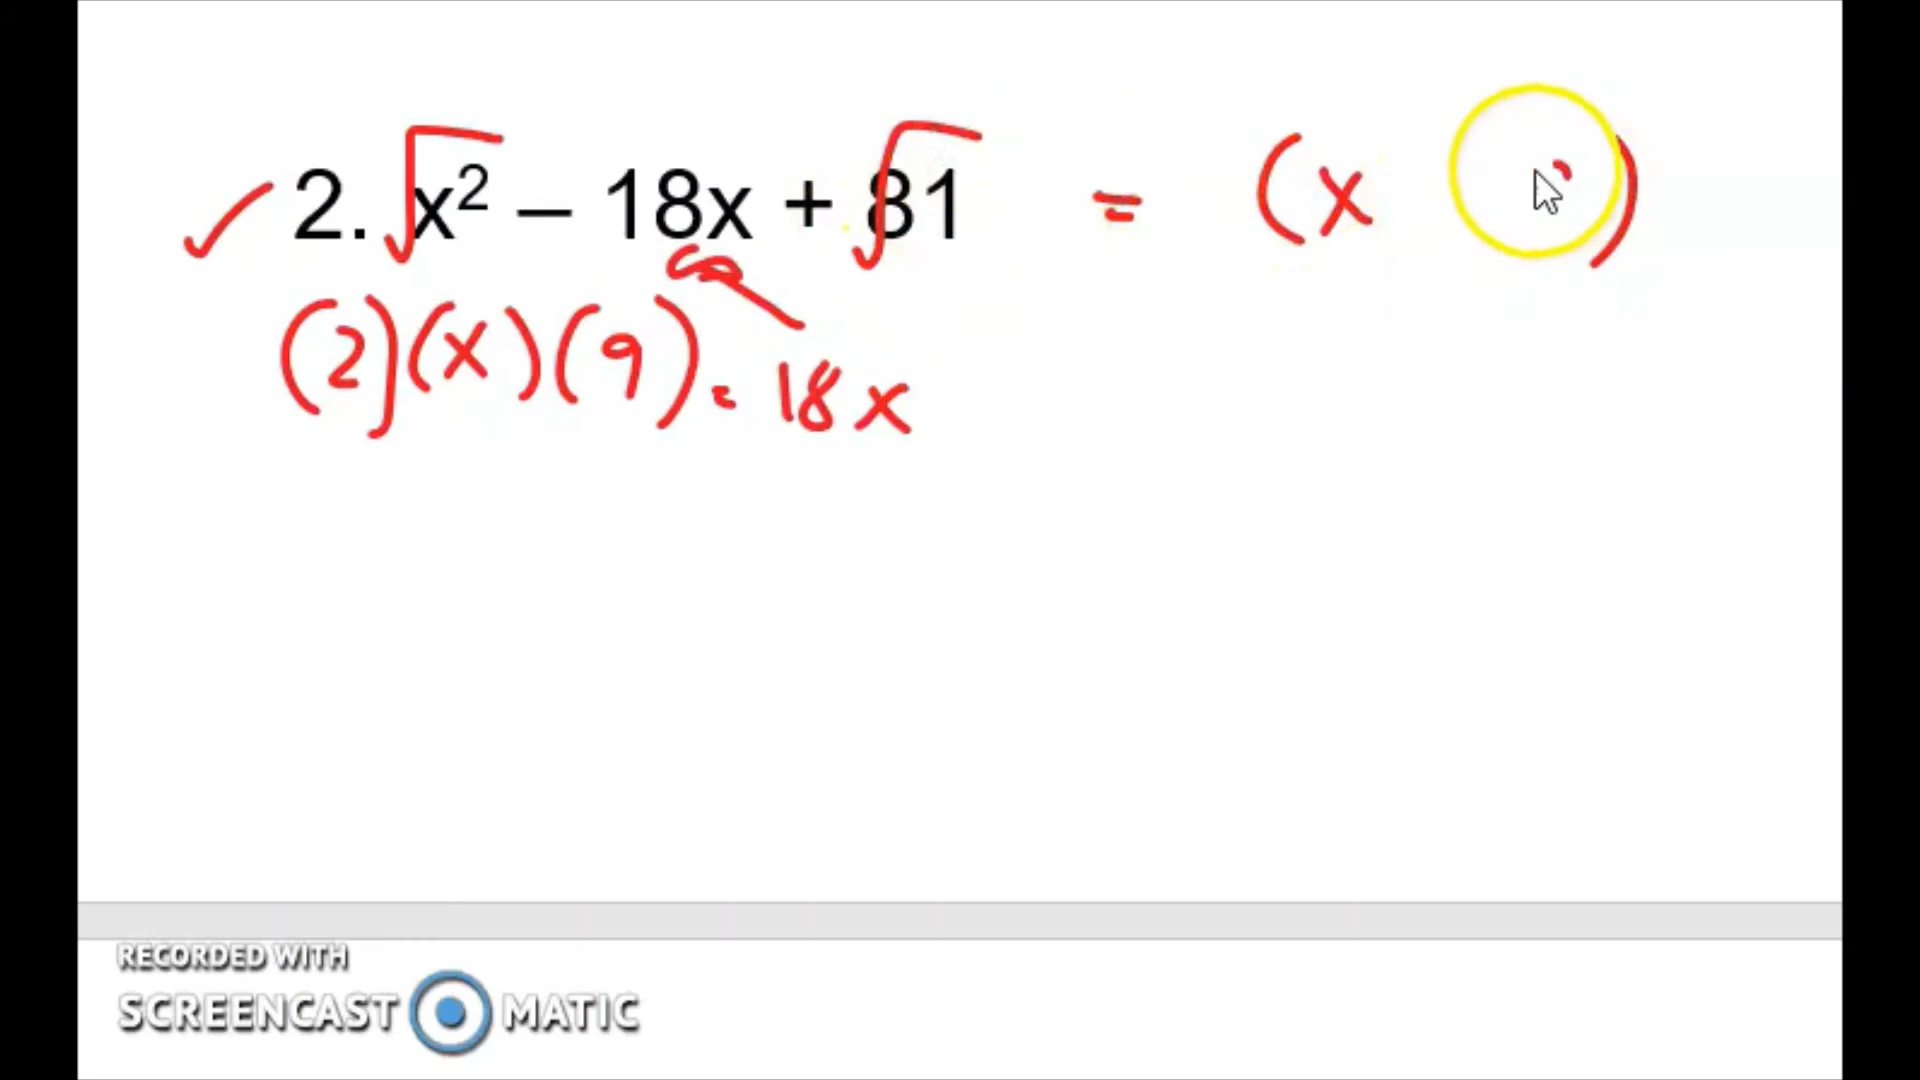 2. √x² – 18x + √81 = (x )
(2)(x)(9) = 18x
RECORDED WITH
SCREENCAST MATIC